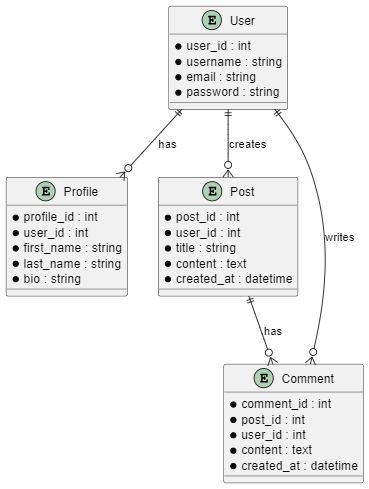 E User
user_id : int
username : string
email : string
password : string
has
creates
E Profile
profile_id : int
user_id : int
first_name : string
last_name : string
bio : string
E Post
post_id : int
user_id : int
title : string
content : text
created_at : datetime
writes
has
E Comment
comment_id : int
post_id : int
user_id : int
content : text
created_at : datetime